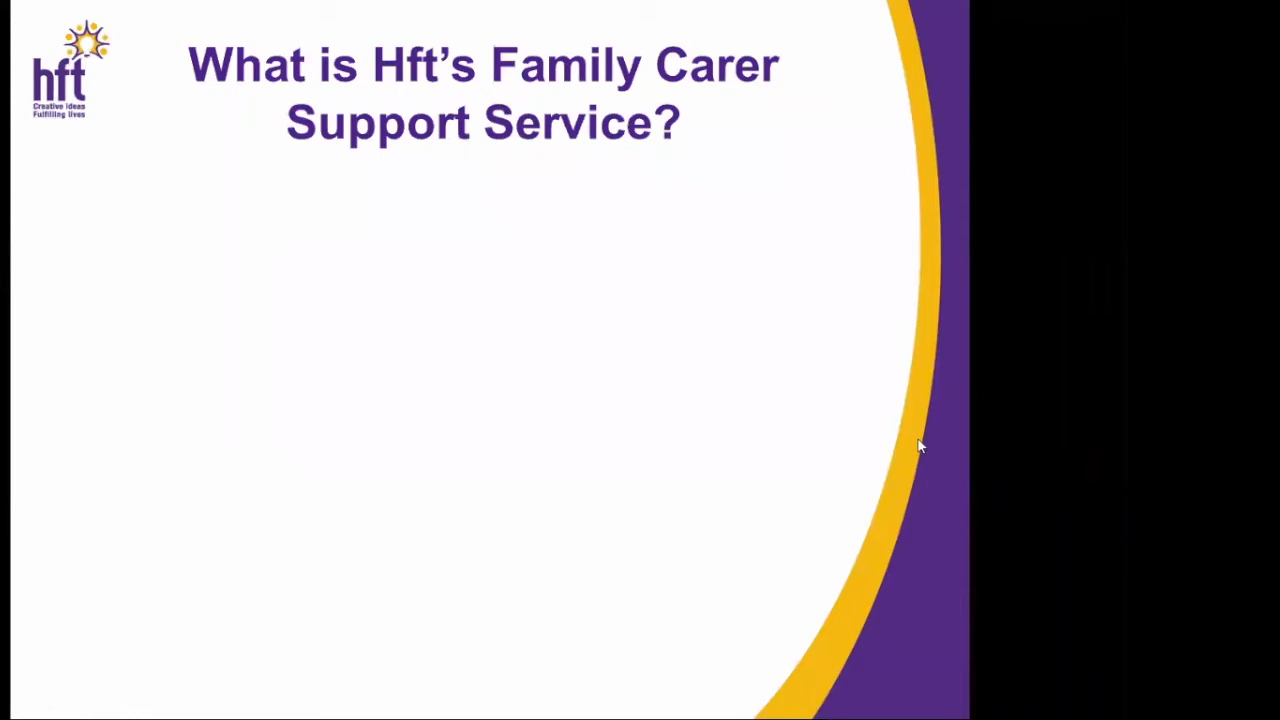 hft
Creative ideas
Fulfilling lives
What is Hft’s Family Carer
Support Service?